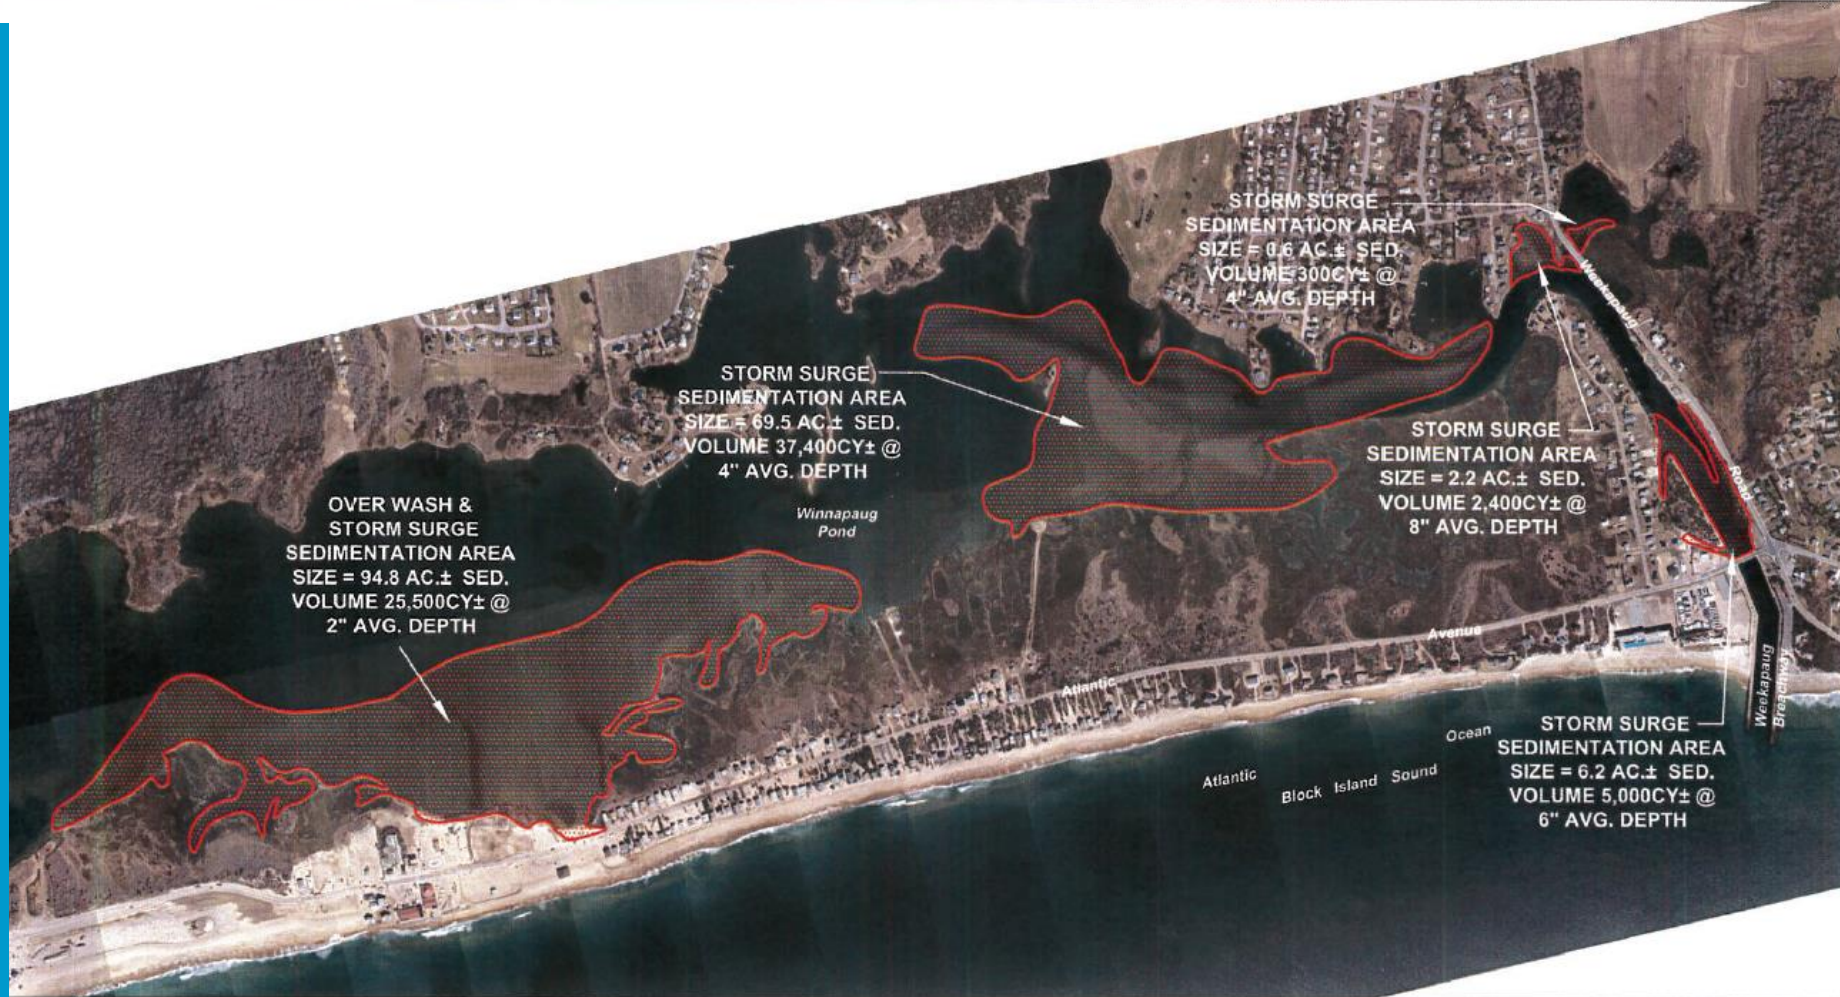 STORM SURGE
SEDIMENTATION AREA
SIZE = 0.6 AC.± SED.
VOLUME 300CY± @
4" AVG. DEPTH
Weekapaug
Road
STORM SURGE
SEDIMENTATION AREA
SIZE = 69.5 AC.± SED.
VOLUME 37,400CY± @
4" AVG. DEPTH
STORM SURGE
SEDIMENTATION AREA
SIZE = 2.2 AC.± SED.
VOLUME 2,400CY± @
8" AVG. DEPTH
OVER WASH &
STORM SURGE
SEDIMENTATION AREA
SIZE = 94.8 AC.± SED.
VOLUME 25,500CY± @
2" AVG. DEPTH
Winnapaug
Pond
Atlantic
Avenue
Weekapaug
Breachway
Atlantic
Ocean
Block Island Sound
STORM SURGE
SEDIMENTATION AREA
SIZE = 6.2 AC.± SED.
VOLUME 5,000CY± @
6" AVG. DEPTH